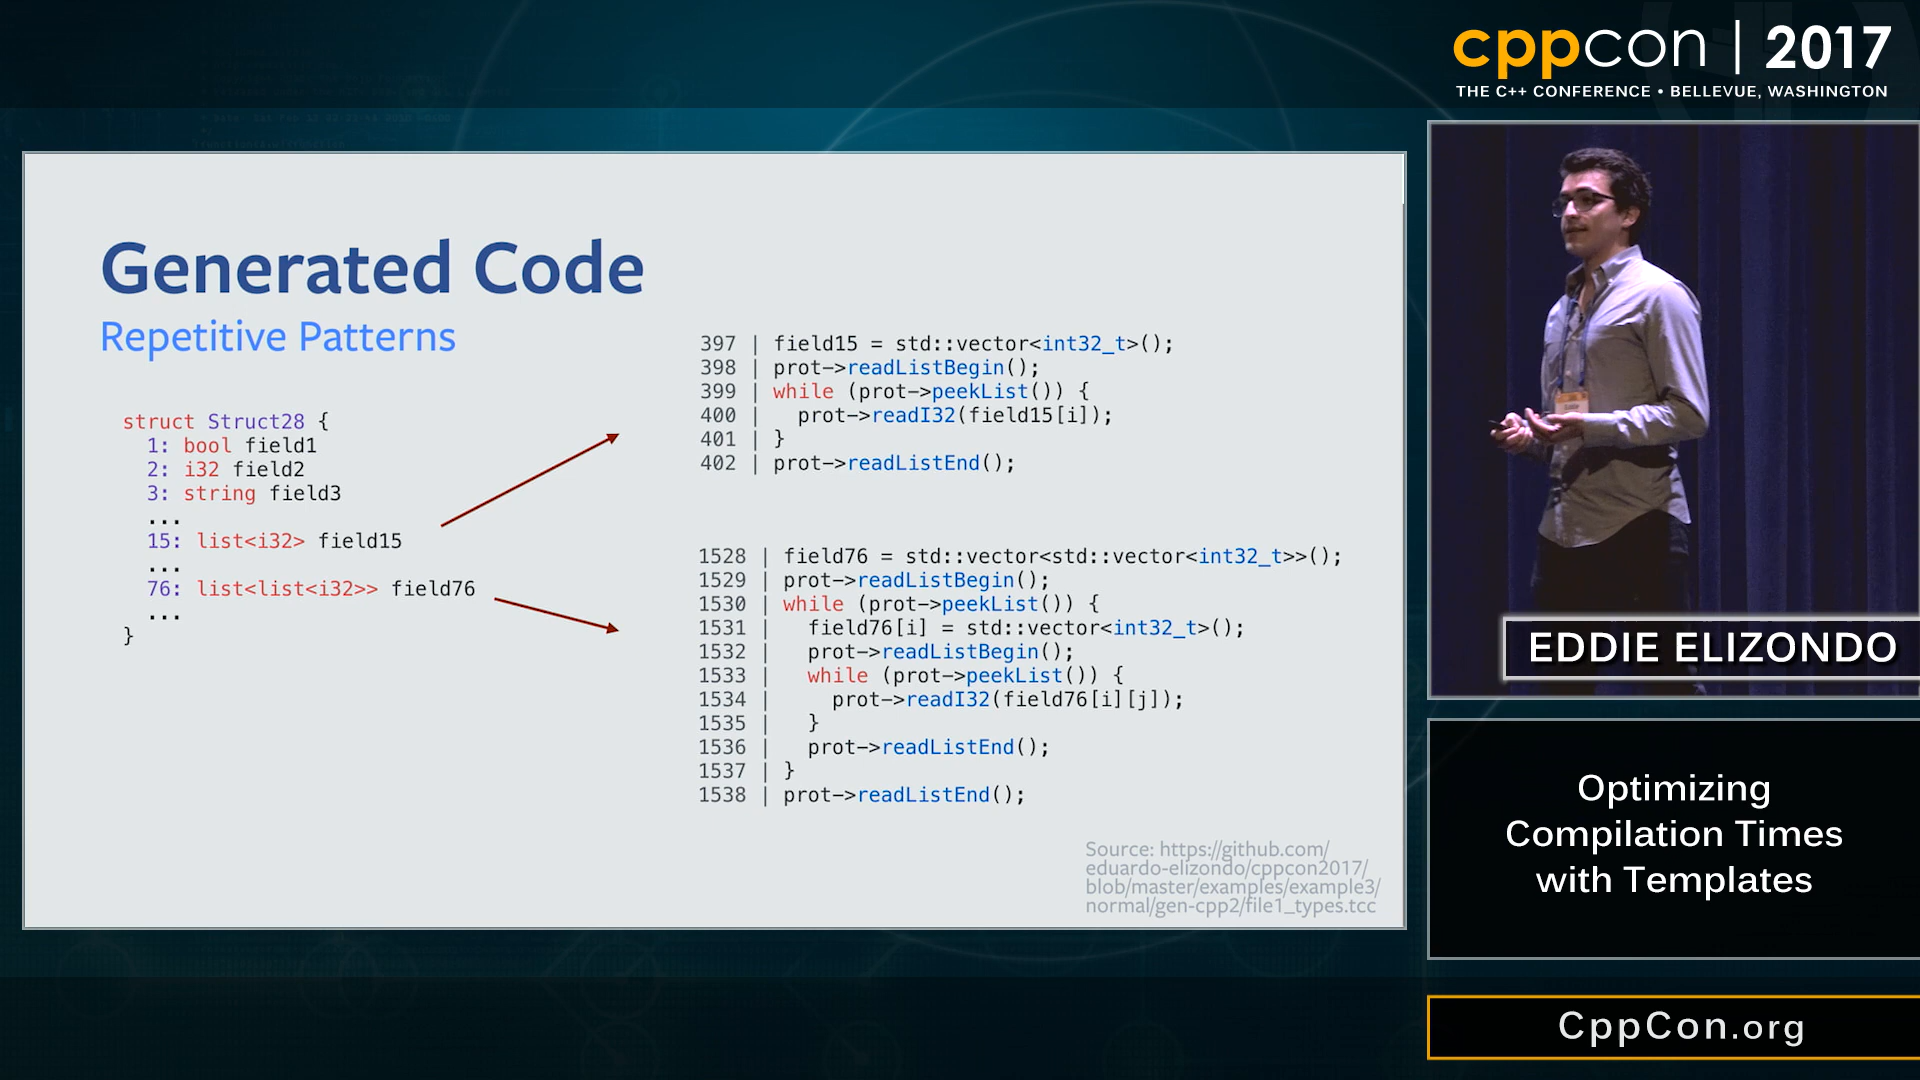 cppcon | 2017
THE C++ CONFERENCE • BELLEVUE, WASHINGTON
Generated Code
Repetitive Patterns
struct Struct28 {
1: bool field1
2: i32 field2
3: string field3
...
15: list<i32> field15
...
76: list<list<i32>> field76
...
}
397 | field15 = std::vector<int32_t>();
398 | prot->readListBegin();
399 | while (prot->peekList()) {
400 |   prot->readI32(field15[i]);
401 | }
402 | prot->readListEnd();
1528 | field76 = std::vector<std::vector<int32_t>>();
1529 | prot->readListBegin();
1530 | while (prot->peekList()) {
1531 |   field76[i] = std::vector<int32_t>();
1532 |   prot->readListBegin();
1533 |   while (prot->peekList()) {
1534 |     prot->readI32(field76[i][j]);
1535 |   }
1536 |   prot->readListEnd();
1537 | }
1538 | prot->readListEnd();
Source: https://github.com/
eduardo-elizondo/cppcon2017/
blob/master/examples/example3/
normal/gen-cpp2/file1_types.tcc
EDDIE ELIZONDO
Optimizing
Compilation Times
with Templates
CppCon.org